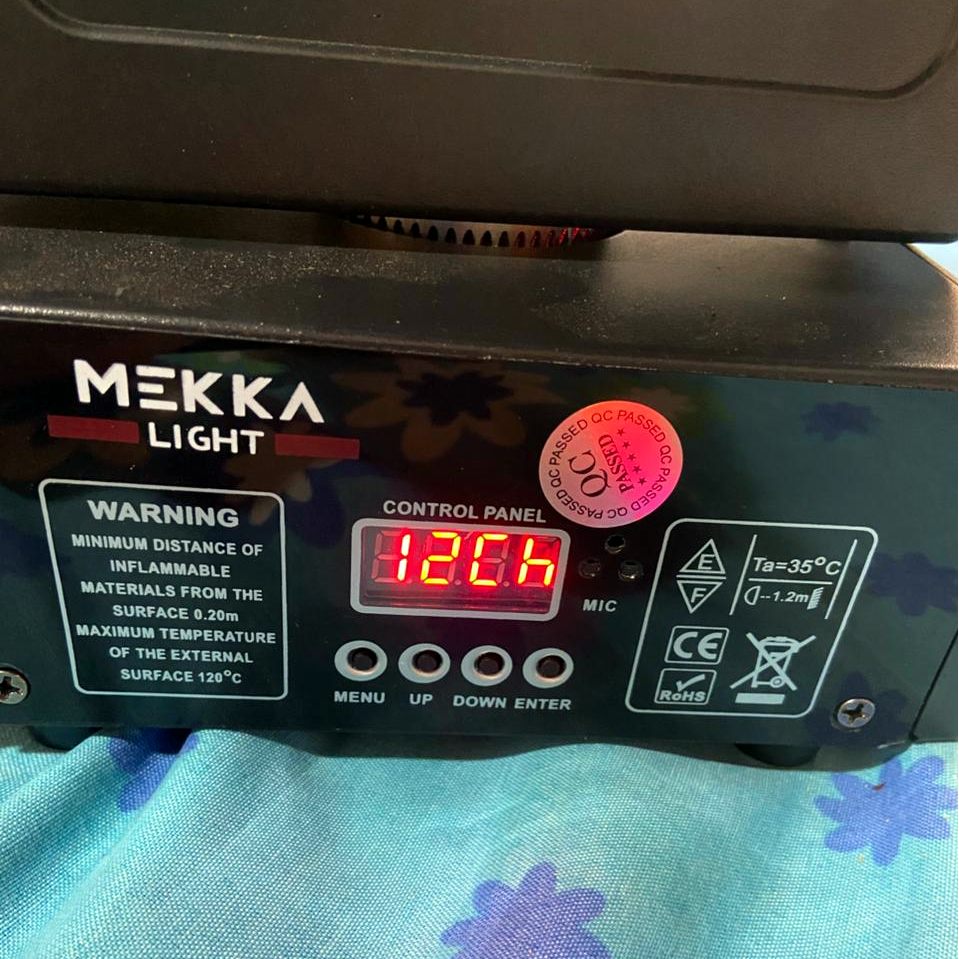 MEKKA
LIGHT
WARNING
MINIMUM DISTANCE OF
INFLAMMABLE
MATERIALS FROM THE
SURFACE 0.20m
MAXIMUM TEMPERATURE
OF THE EXTERNAL
SURFACE 120°C
CONTROL PANEL
12Ch
MENU UP DOWN ENTER
MIC
QC PASSED QC PASSED QC PASSED QC PASSED
QC
PASSED
E
F
Ta=35°C
--1.2m
CE
RoHS